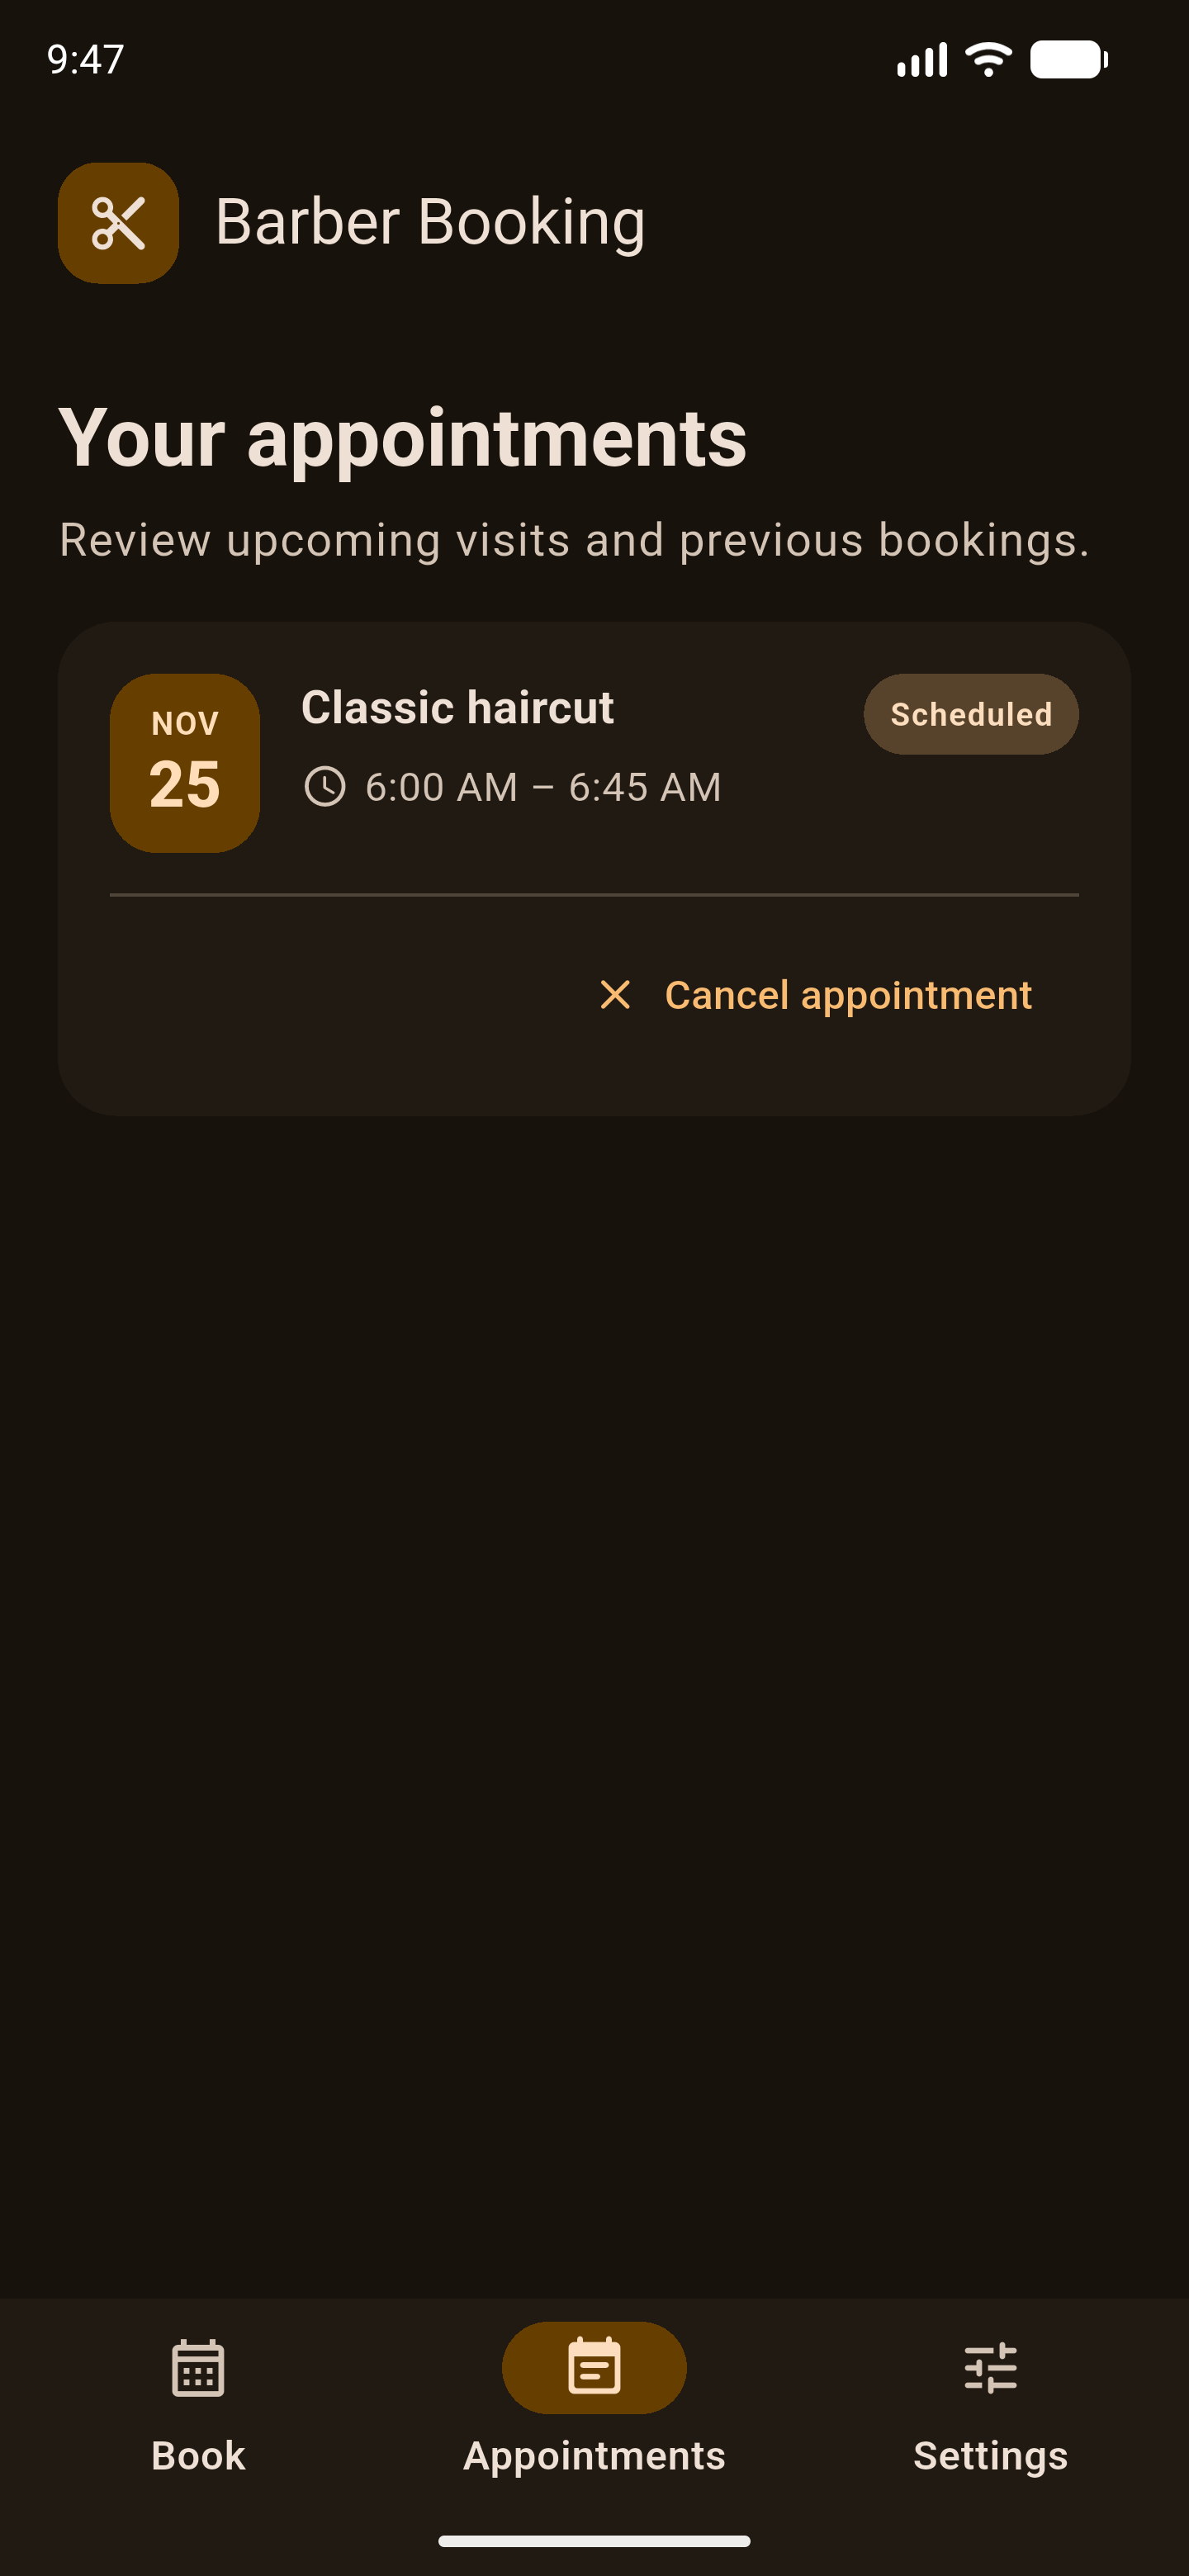 9:47
Barber Booking
Your appointments
Review upcoming visits and previous bookings.
NOV
25
Classic haircut
6:00 AM – 6:45 AM
Scheduled
Cancel appointment
Book
Appointments
Settings